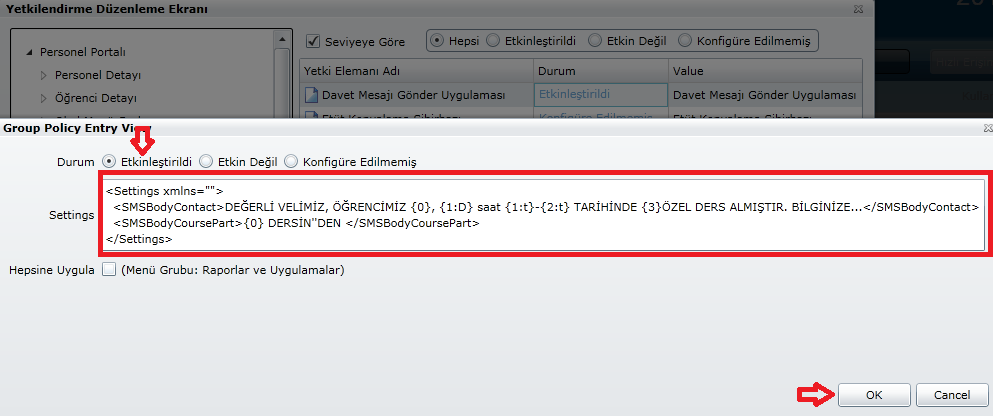 Yetkilendirme Düzenleme Ekranı
Personel Portalı
Personel Detayı
Öğrenci Detayı
Seviyeye Göre
Hepsi Etkinleştirildi Etkin Değil Konfigüre Edilmemiş
Yetki Elemanı Adı Durum Value
Davet Mesajı Gönder Uygulaması Etkinleştirildi Davet Mesajı Gönder Uygulaması
Group Policy Entry View
Durum Etkinleştirildi Etkin Değil Konfigüre Edilmemiş
Settings
<Settings xmlns="">
<SMSBodyContact>DEĞERLİ VELİMİZ, ÖĞRENCİMİZ {0}, {1:D} saat {1:t}-{2:t} TARİHİNDE {3}ÖZEL DERS ALMIŞTIR. BİLGİNİZE...</SMSBodyContact>
<SMSBodyCoursePart>{0} DERSİN"DEN </SMSBodyCoursePart>
</Settings>
Hepsine Uygula (Menü Grubu: Raporlar ve Uygulamalar)
OK Cancel